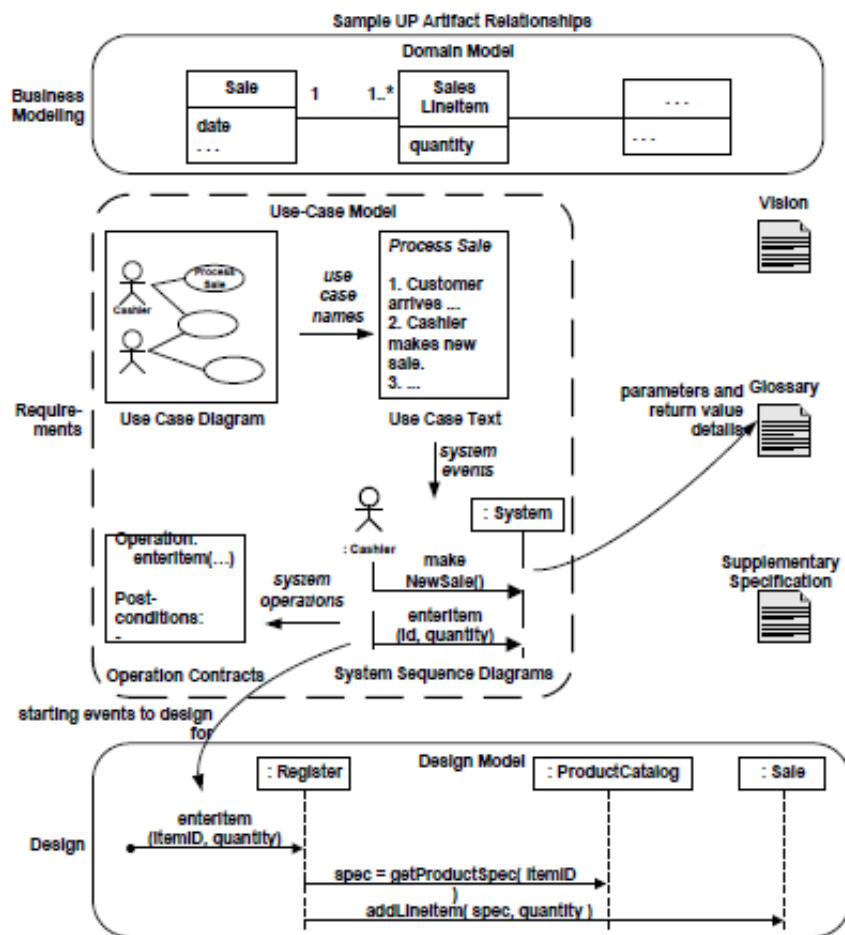 Sample UP Artifact Relationships
Domain Model
Business
Modeling
Sale
1
1..*
Sales
LineItem
. . .
date
. . .
quantity
. . .
Use-Case Model
Vision
Process
Sale
Cashier
use
case
names
Process Sale
1. Customer
arrives ...
2. Cashier
makes new
sale.
3. ...
Use Case Diagram
Use Case Text
Require-
ments
parameters and
return value
details
Glossary
system
events
: System
: Cashier
Operation:
enterItem(...)
Post-
conditions:
-
system
operations
make
NewSale()
enterItem
(id, quantity)
Supplementary
Specification
Operation Contracts
System Sequence Diagrams
starting events to design
for
Design Model
: Register
: ProductCatalog
: Sale
Design
enterItem
(itemID, quantity)
spec = getProductSpec( itemID
)
addLineItem( spec, quantity )